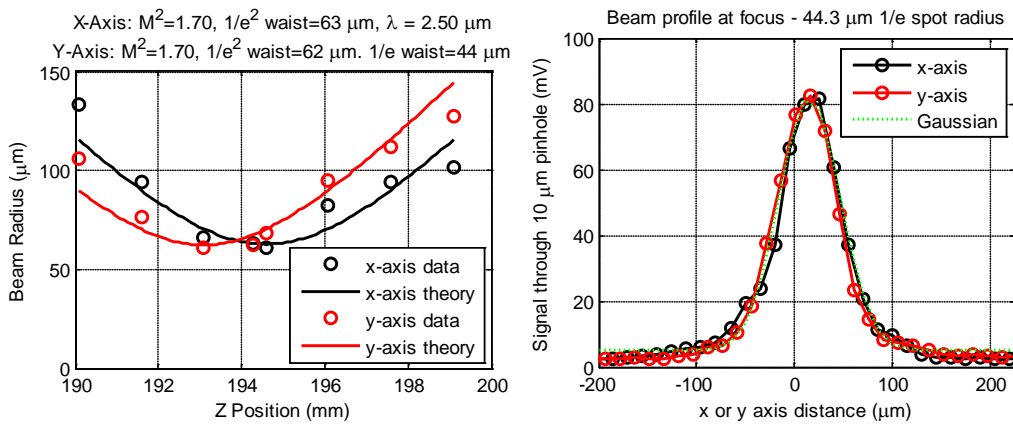 X-Axis: M²=1.70, 1/e² waist=63 μm, λ = 2.50 μm
Y-Axis: M²=1.70, 1/e² waist=62 μm. 1/e waist=44 μm
150
100
50
0
190
192
194
196
198
200
Beam Radius (μm)
Z Position (mm)
x-axis data
x-axis theory
y-axis data
y-axis theory
Beam profile at focus - 44.3 μm 1/e spot radius
100
80
60
40
20
0
-200
-100
0
100
200
Signal through 10 μm pinhole (mV)
x or y axis distance (μm)
x-axis
y-axis
Gaussian